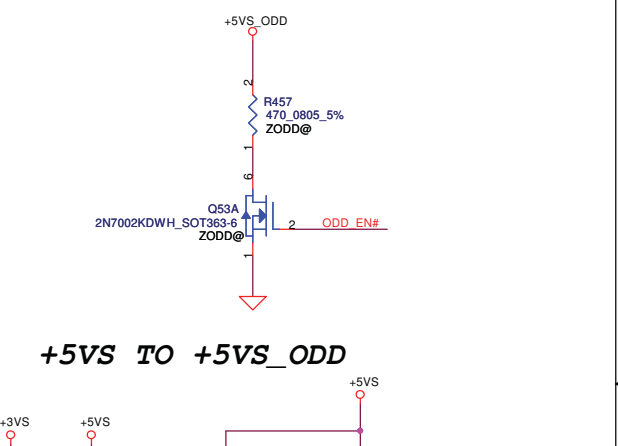 +5VS_ODD
2
R457
470_0805_5%
ZODD@
1
6
Q53A
2N7002KDWH_SOT363-6
ZODD@
2
ODD_EN#
1
+5VS TO +5VS_ODD
+5VS
+3VS
+5VS